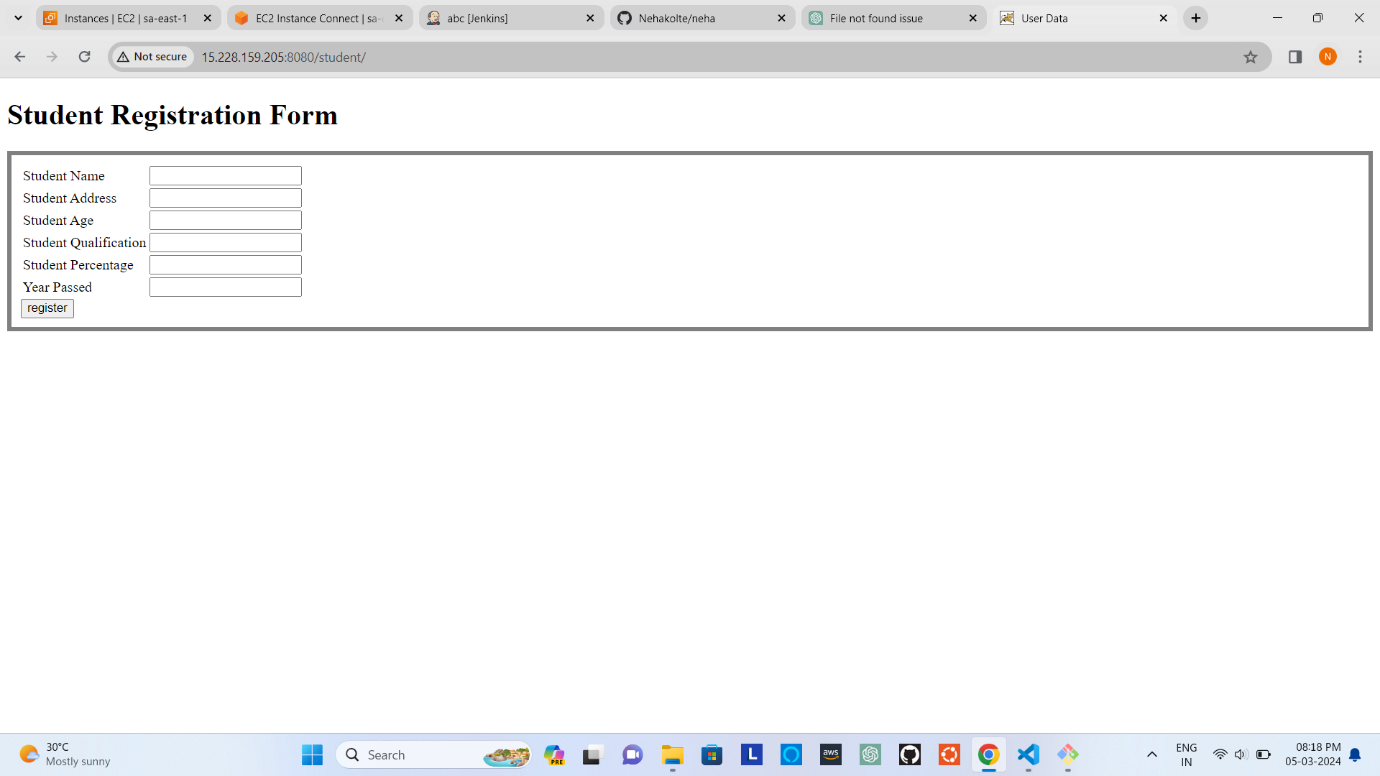 Instances | EC2 | sa-east-1
EC2 Instance Connect | sa-
abc [Jenkins]
Nehakolte/neha
File not found issue
User Data
Not secure
15.228.159.205:8080/student/
N
Student Registration Form
Student Name
Student Address
Student Age
Student Qualification
Student Percentage
Year Passed
register
30°C
Mostly sunny
Search
PRE
L
aws
ENG
IN
08:18 PM
05-03-2024